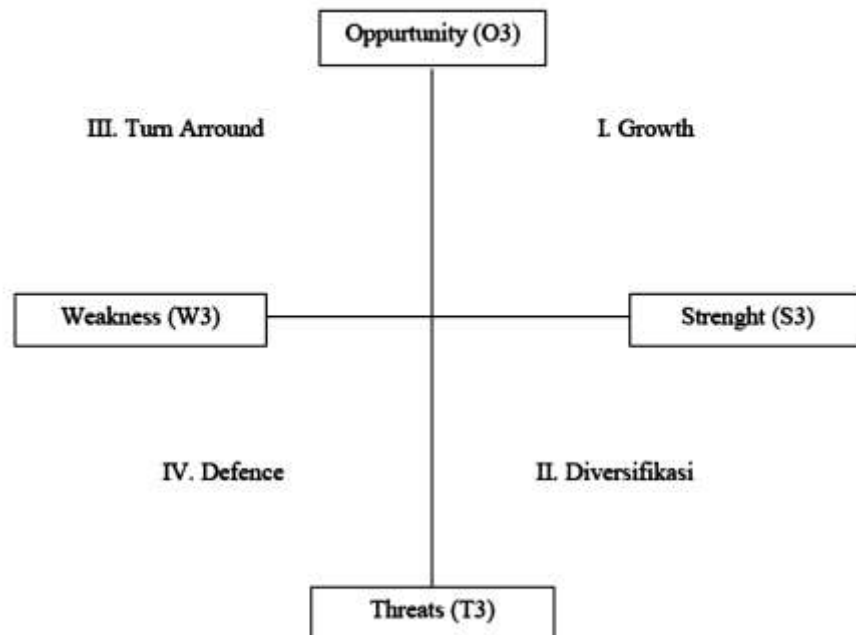 Oppurtunity (O3)
III. Turn Arround
I. Growth
Weakness (W3)
Strenght (S3)
IV. Defence
II. Diversifikasi
Threats (T3)